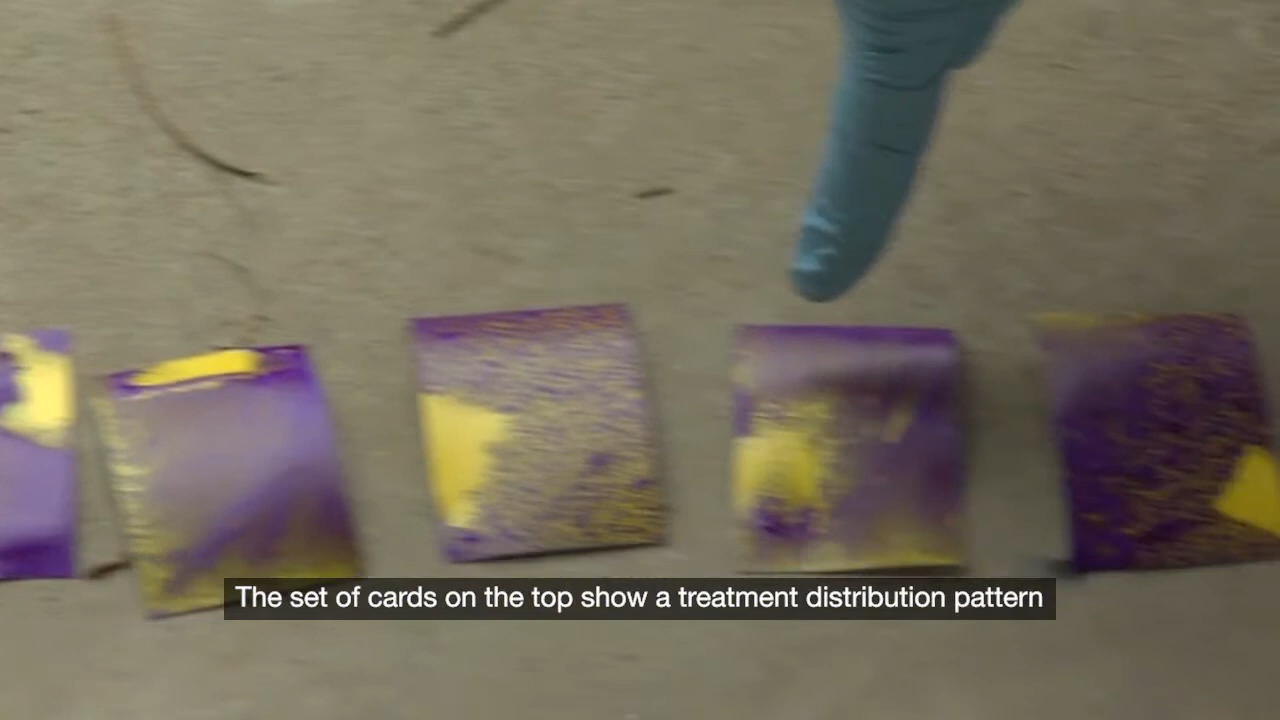 The set of cards on the top show a treatment distribution pattern